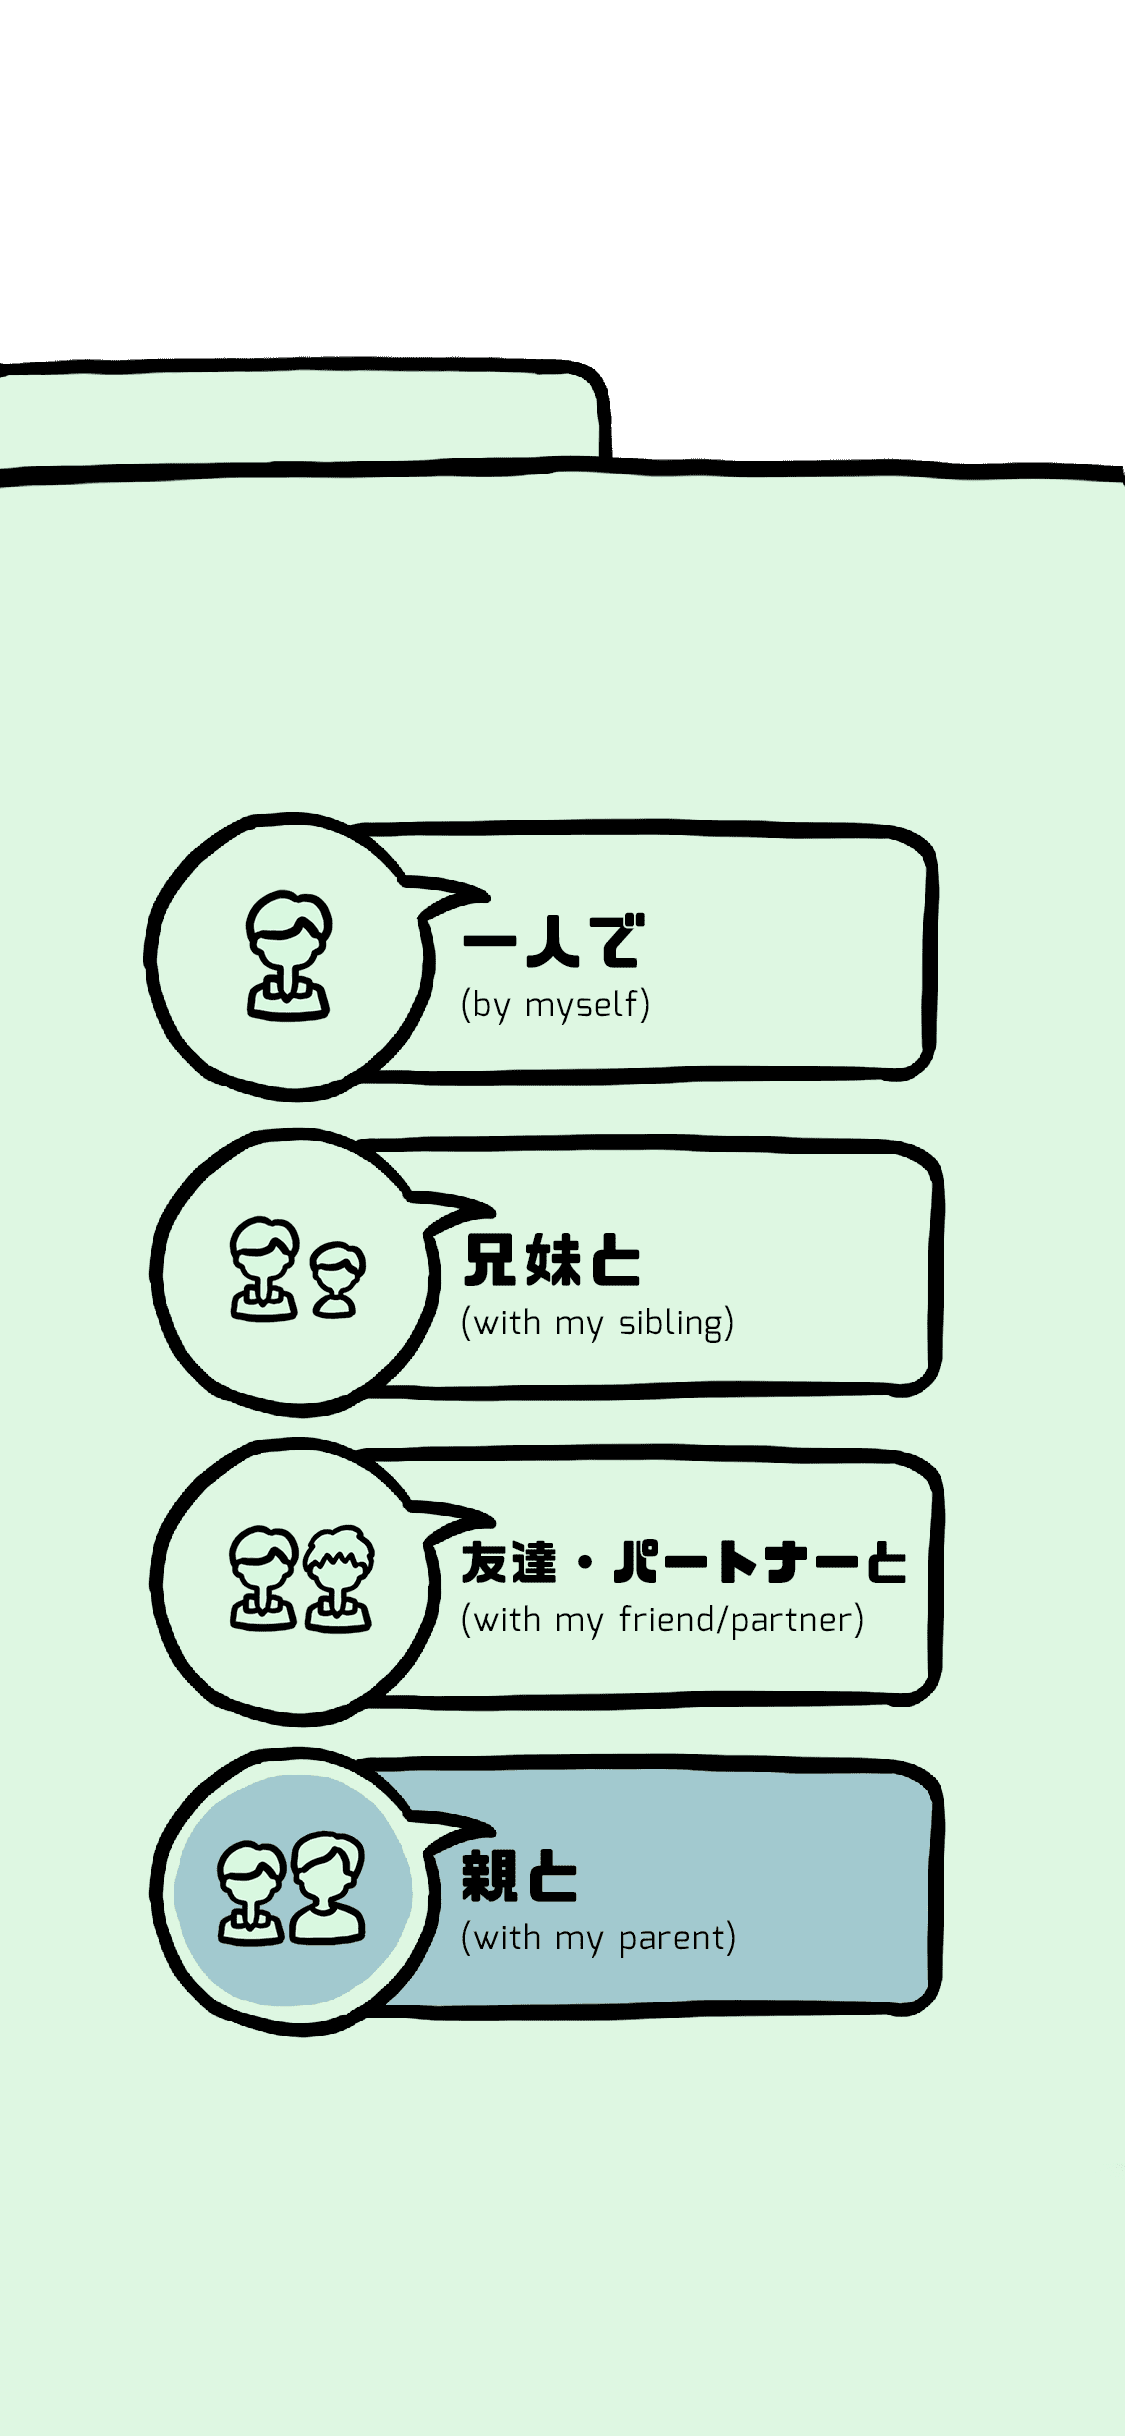 一人で
(by myself)
兄妹と
(with my sibling)
友達・パートナーと
(with my friend/partner)
親と
(with my parent)